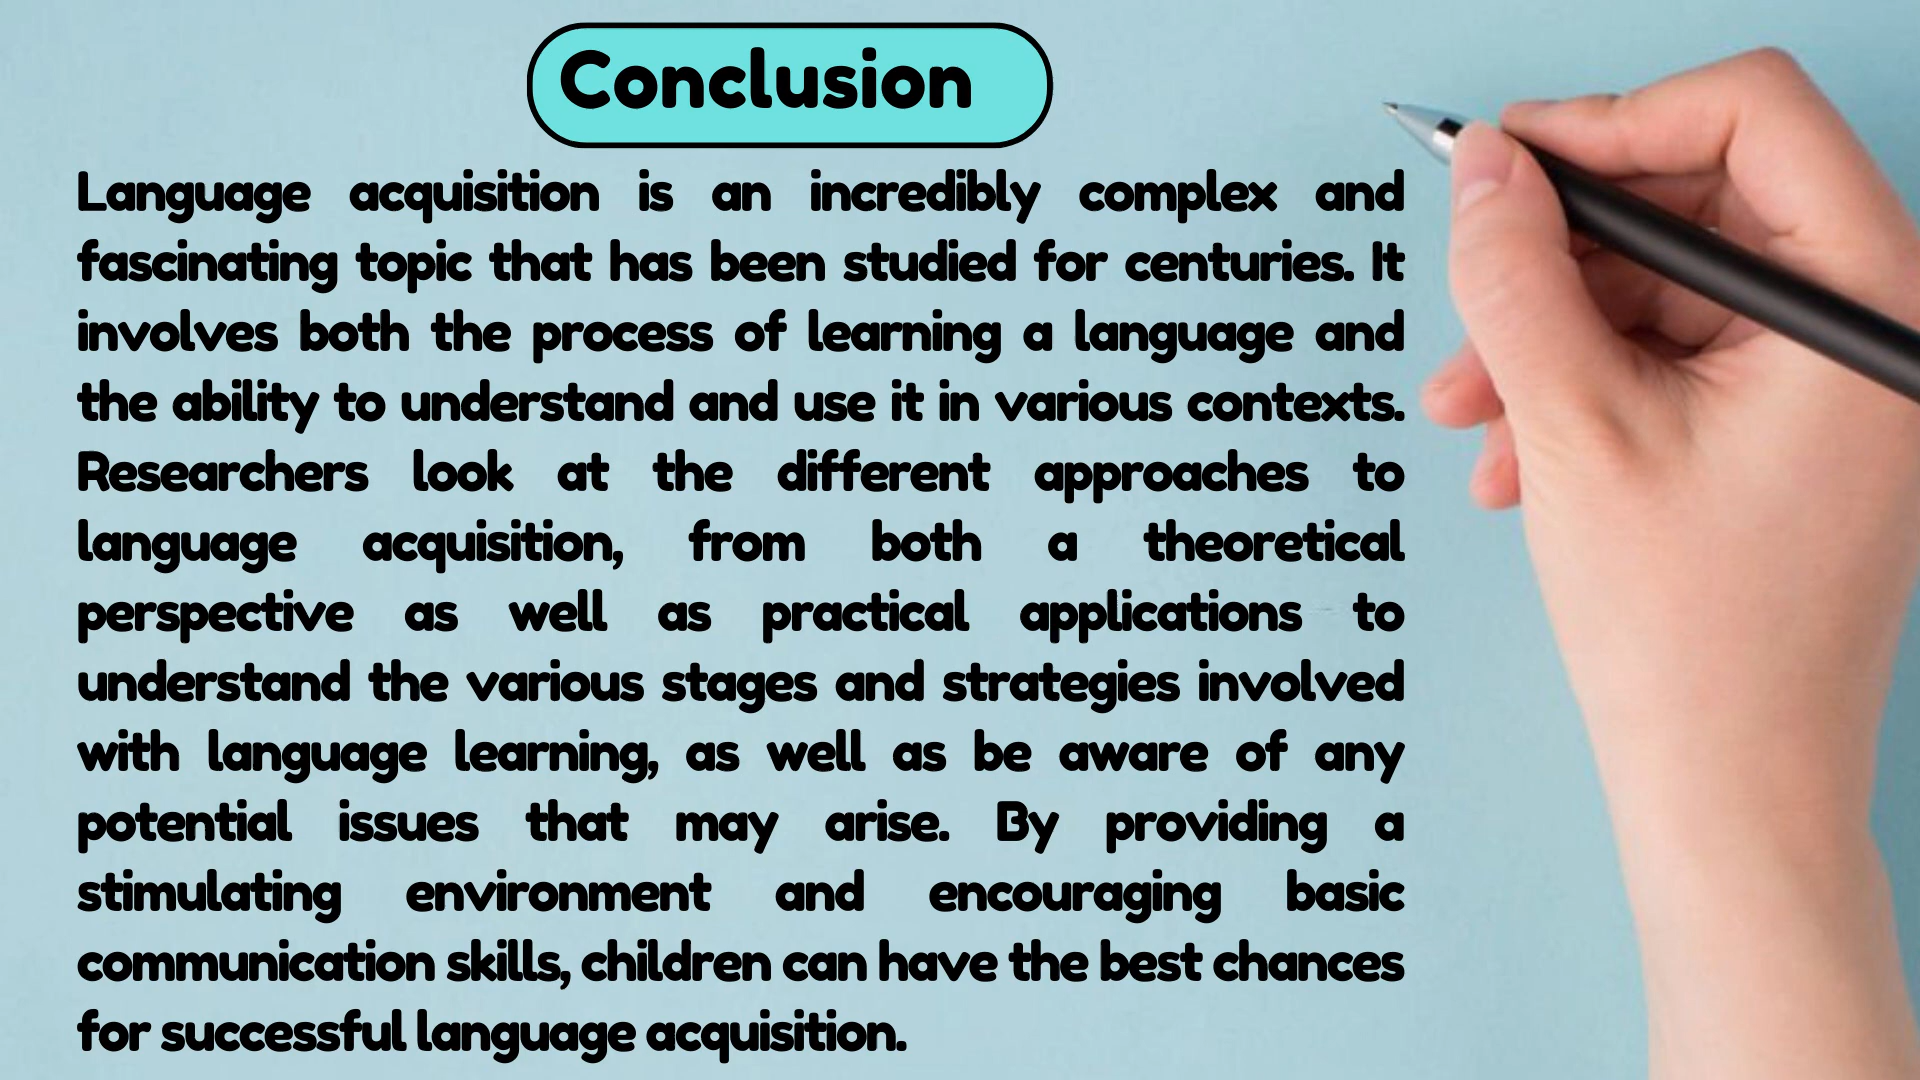 Conclusion
Language acquisition is an incredibly complex and
fascinating topic that has been studied for centuries. It
involves both the process of learning a language and
the ability to understand and use it in various contexts.
Researchers look at the different approaches to
language acquisition, from both a theoretical
perspective as well as practical applications to
understand the various stages and strategies involved
with language learning, as well as be aware of any
potential issues that may arise. By providing a
stimulating environment and encouraging basic
communication skills, children can have the best chances
for successful language acquisition.